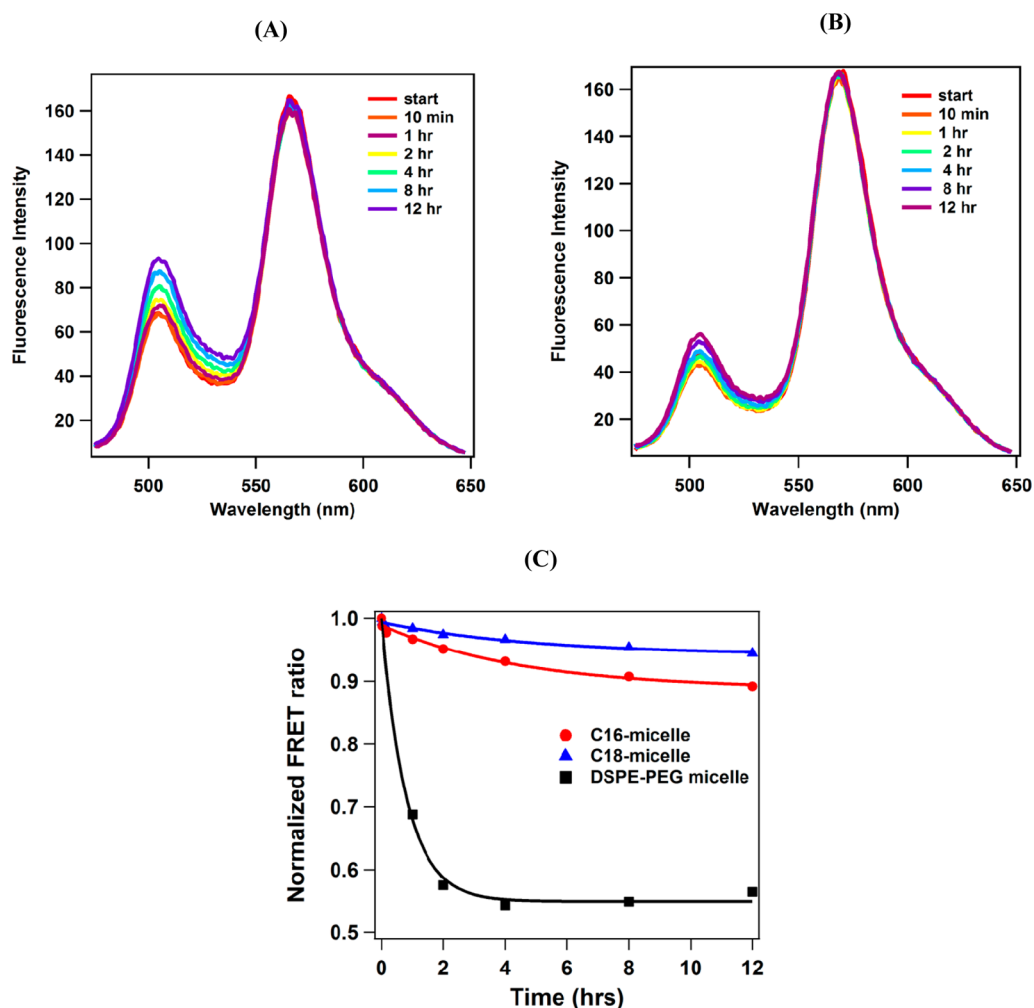 (A)
160
140
120
100
80
60
40
20
Fluorescence Intensity
start
10 min
1 hr
2 hr
4 hr
8 hr
12 hr
500
550
600
650
Wavelength (nm)
(B)
160
140
120
100
80
60
40
20
Fluorescence Intensity
start
10 min
1 hr
2 hr
4 hr
8 hr
12 hr
500
550
600
650
Wavelength (nm)
(C)
1.0
0.9
0.8
0.7
0.6
0.5
Normalized FRET ratio
C16-micelle
C18-micelle
DSPE-PEG micelle
0
2
4
6
8
10
12
Time (hrs)